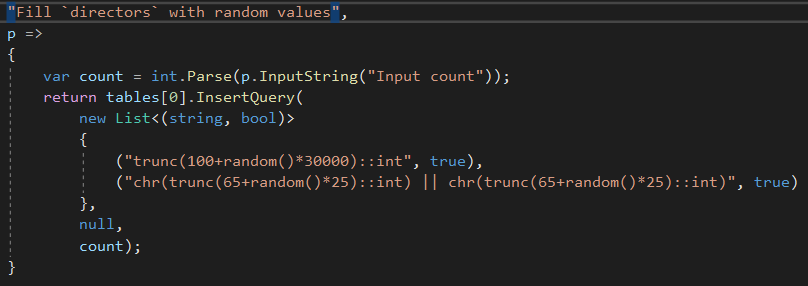 "Fill `directors` with random values",
p =>
{
    var count = int.Parse(p.InputString("Input count"));
    return tables[0].InsertQuery(
        new List<(string, bool)>
        {
            ("trunc(100+random()*30000)::int", true),
            ("chr(trunc(65+random()*25)::int) || chr(trunc(65+random()*25)::int)", true)
        },
        null,
        count);
}